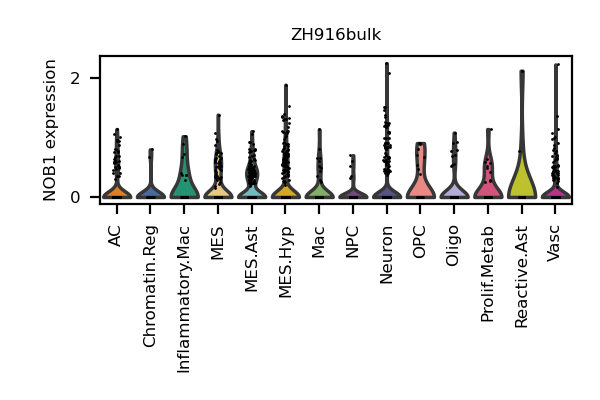 ZH916bulk
NOB1 expression
2
0
AC
Chromatin.Reg
Inflammatory.Mac
MES
MES.Ast
MES.Hyp
Mac
NPC
Neuron
OPC
Oligo
Prolif.Metab
Reactive.Ast
Vasc